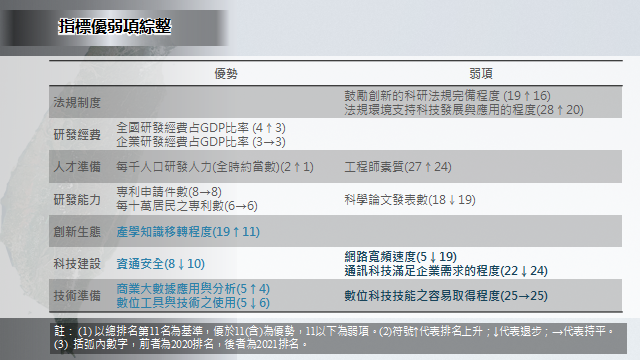 指標優弱項綜整
優勢 弱項
法規制度 鼓勵創新的科研法規完備程度 (19↑16)
法規環境支持科技發展與應用的程度(28↑20)
研發經費 全國研發經費占GDP比率 (4↑3)
企業研發經費占GDP比率 (3→3)
人才準備 每千人口研發人力(全時約當數)(2↑1) 工程師素質(27↑24)
研發能力 專利申請件數(8→8)
每十萬居民之專利數(6→6) 科學論文發表數(18↓19)
創新生態 產學知識移轉程度(19↑11)
科技建設 資通安全(8↓10) 網路寬頻速度(5↓19)
通訊科技滿足企業需求的程度(22↓24)
技術準備 商業大數據應用與分析(5↑4)
數位工具與技術之使用(5↓6) 數位科技技能之容易取得程度(25→25)
註： (1) 以總排名第11名為基準，優於11(含)為優勢，11以下為弱項。(2)符號↑代表排名上升；↓代表退步；→代表持平。
(3) 括弧內數字，前者為2020排名，後者為2021排名。